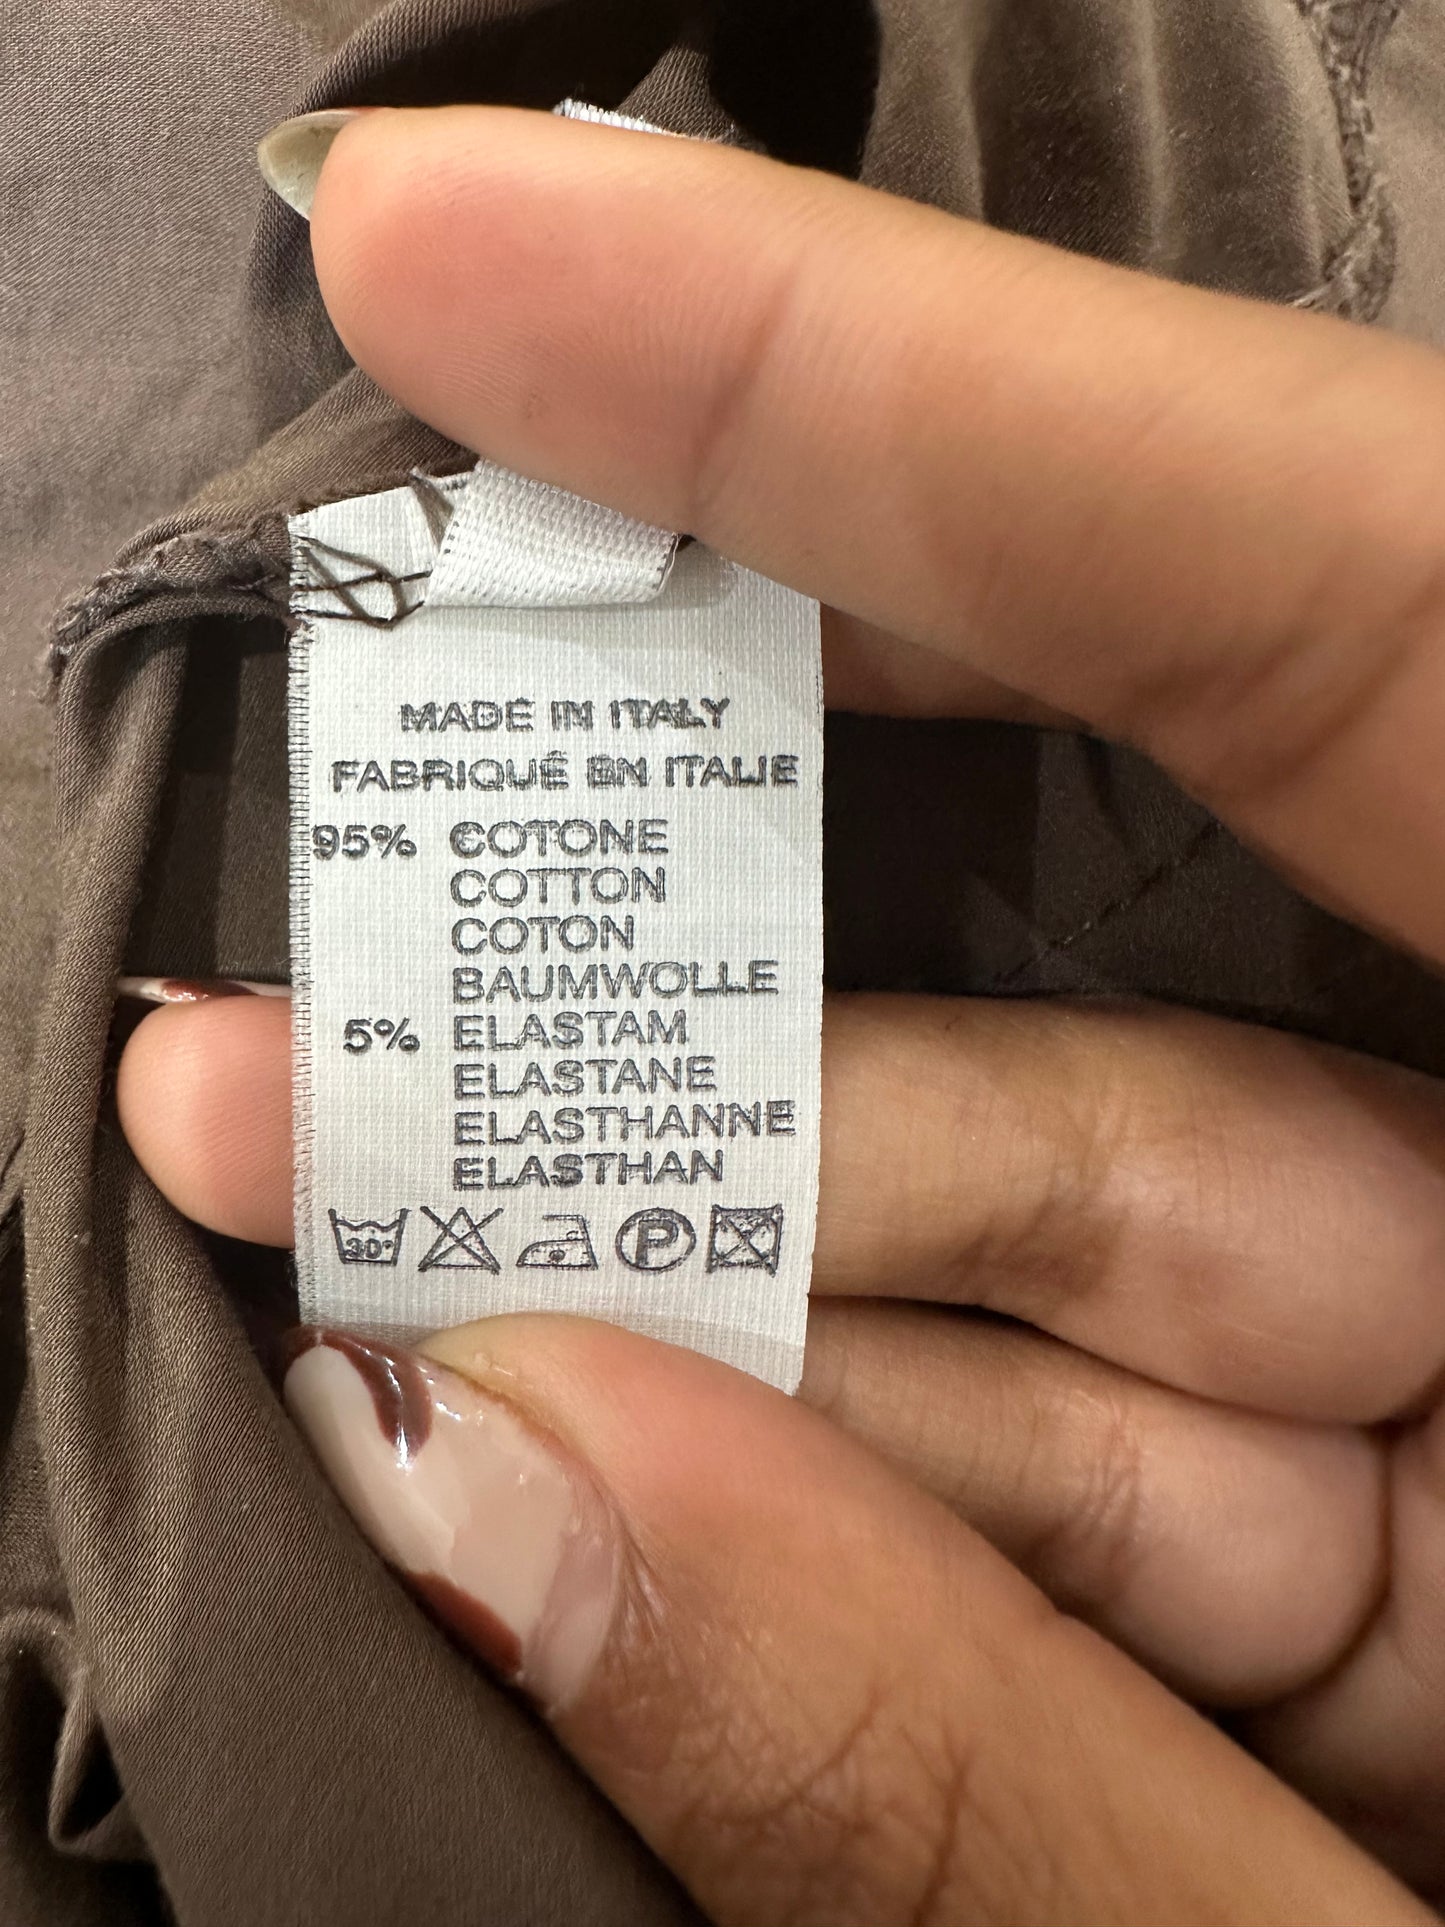 MADE IN ITALY
FABRIQUÉ EN ITALIE
95% COTONE
COTTON
COTON
BAUMWOLLE
5% ELASTAM
ELASTANE
ELASTHANNE
ELASTHAN
30° P